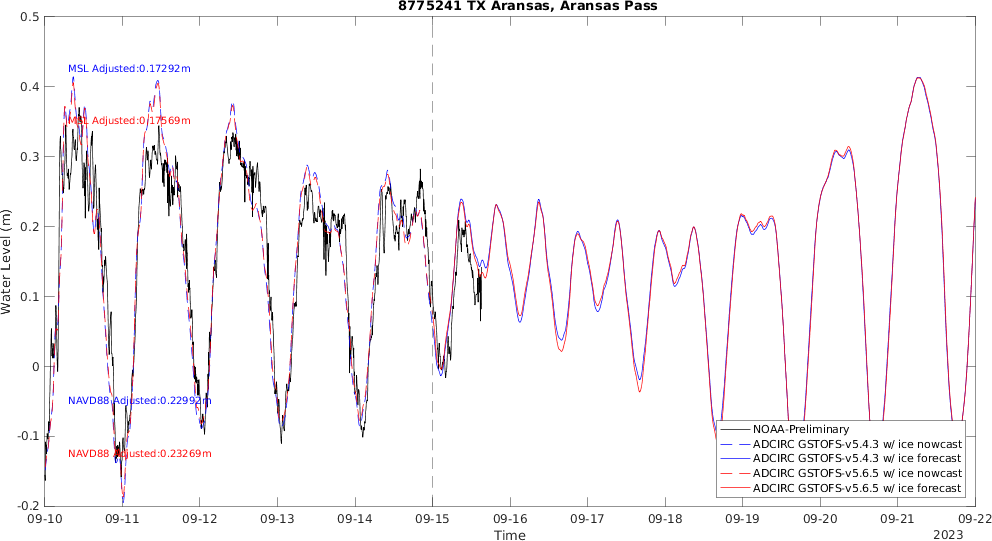 8775241 TX Aransas, Aransas Pass
0.5
0.4
0.3
0.2
0.1
0
-0.1
-0.2
Water Level (m)
MSL Adjusted:0.17292m
MSL Adjusted:0.17569m
NAVD88 Adjusted:0.22992m
NAVD88 Adjusted:0.23269m
NOAA-Preliminary
ADCIRC GSTOFS-v5.4.3 w/ ice nowcast
ADCIRC GSTOFS-v5.4.3 w/ ice forecast
ADCIRC GSTOFS-v5.6.5 w/ ice nowcast
ADCIRC GSTOFS-v5.6.5 w/ ice forecast
09-10 09-11 09-12 09-13 09-14 09-15 09-16 09-17 09-18 09-19 09-20 09-21 09-22
Time
2023